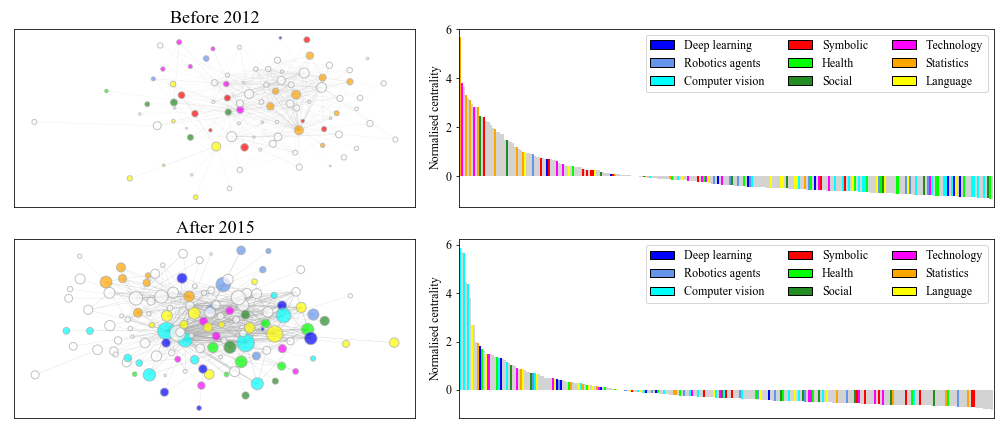 Before 2012
6
4
2
0
Normalised centrality
Deep learning Symbolic Technology
Robotics agents Health Statistics
Computer vision Social Language
After 2015
6
4
2
0
Normalised centrality
Deep learning Symbolic Technology
Robotics agents Health Statistics
Computer vision Social Language